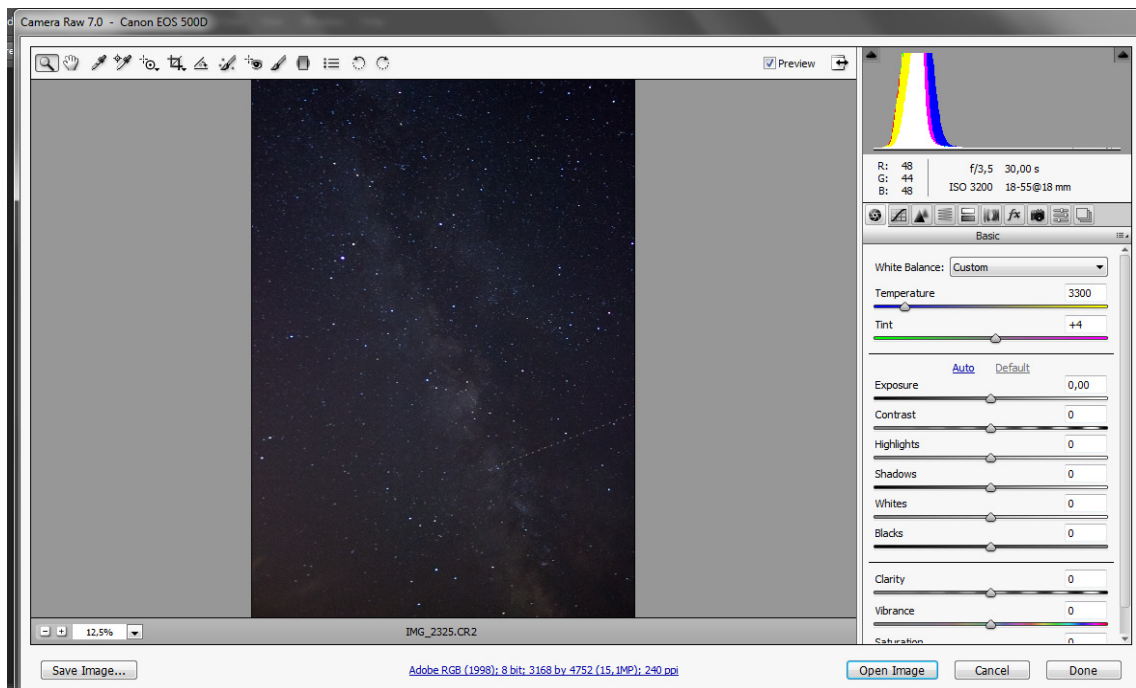 Camera Raw 7.0 - Canon EOS 500D
Preview
R: 48
G: 44
B: 48
f/3,5 30,00 s
ISO 3200 18-55@18 mm
fx
Basic
White Balance: Custom
Temperature 3300
Tint +4
Auto Default
Exposure 0,00
Contrast 0
Highlights 0
Shadows 0
Whites 0
Blacks 0
Clarity 0
Vibrance 0
Saturation 0
12,5%
IMG_2325.CR2
Save Image...
Adobe RGB (1998); 8 bit; 3168 by 4752 (15,1MP); 240 ppi
Open Image
Cancel
Done